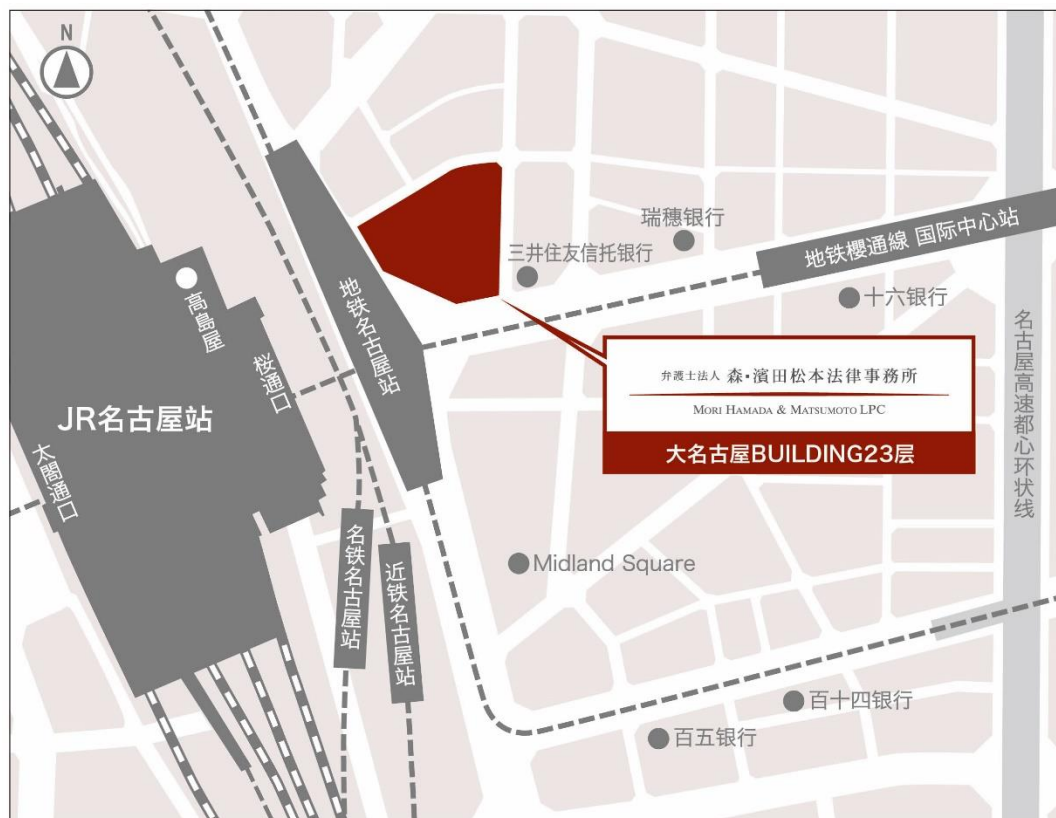 N
瑞穂银行
三井住友信托银行
地铁櫻通線 国际中心站
十六银行
高島屋
地铁名古屋站
桜通口
JR名古屋站
太閤通口
弁護士法人 森・濱田松本法律事務所
MORI HAMADA & MATSUMOTO LPC
大名古屋BUILDING23层
名古屋高速都心环状线
名铁名古屋站
近铁名古屋站
Midland Square
百十四银行
百五银行